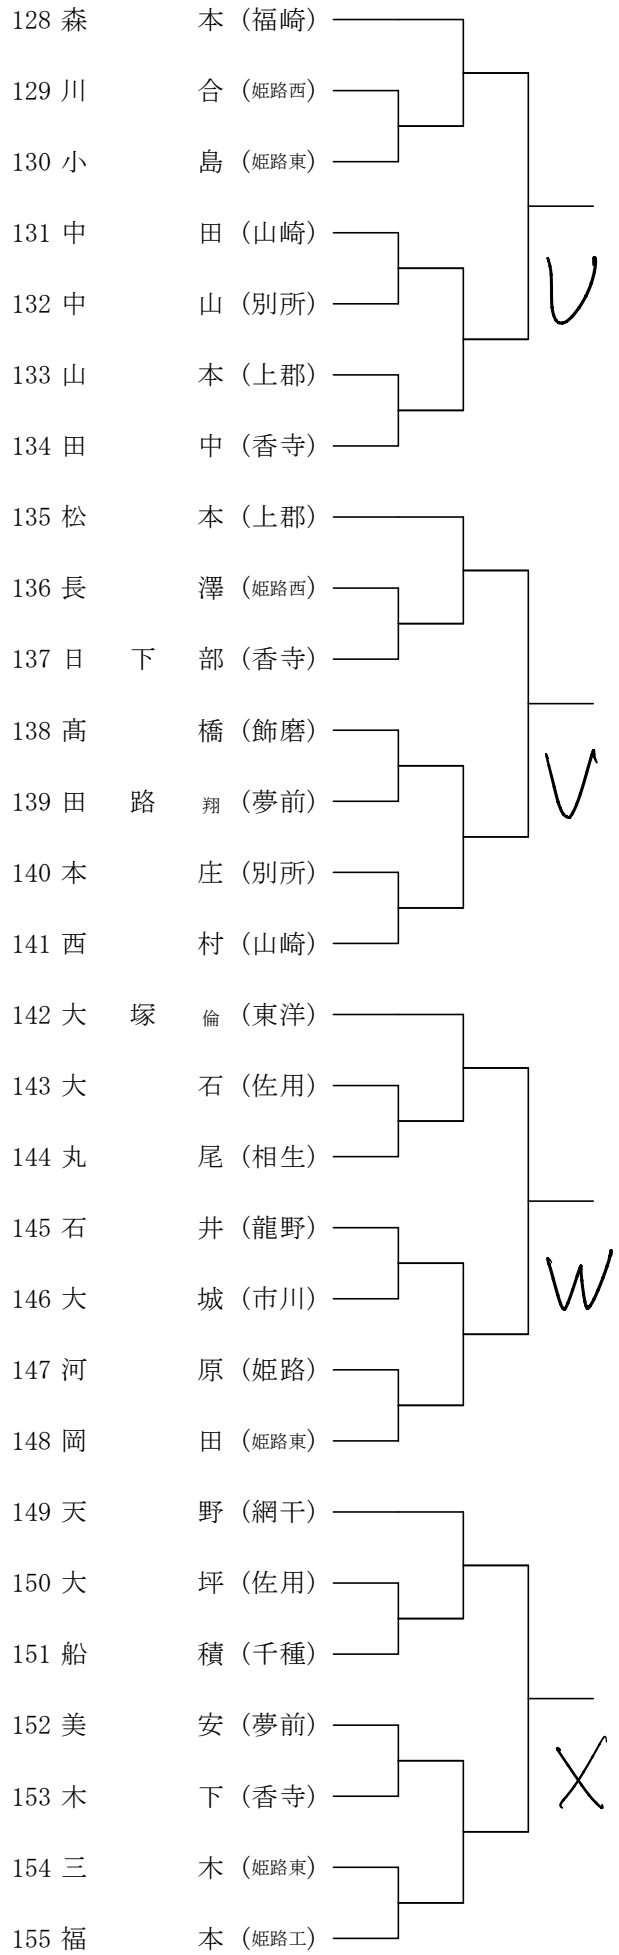 128 森 本 (福崎)
129 川 合 (姫路西)
130 小 島 (姫路東)
131 中 田 (山崎)
132 中 山 (別所)
U
133 山 本 (上郡)
134 田 中 (香寺)
135 松 本 (上郡)
136 長 澤 (姫路西)
137 日 下 部 (香寺)
138 髙 橋 (飾磨)
139 田 路 翔 (夢前)
V
140 本 庄 (別所)
141 西 村 (山崎)
142 大 塚 倫 (東洋)
143 大 石 (佐用)
144 丸 尾 (相生)
145 石 井 (龍野)
146 大 城 (市川)
W
147 河 原 (姫路)
148 岡 田 (姫路東)
149 天 野 (網干)
150 大 坪 (佐用)
151 船 積 (千種)
152 美 安 (夢前)
153 木 下 (香寺)
X
154 三 木 (姫路東)
155 福 本 (姫路工)